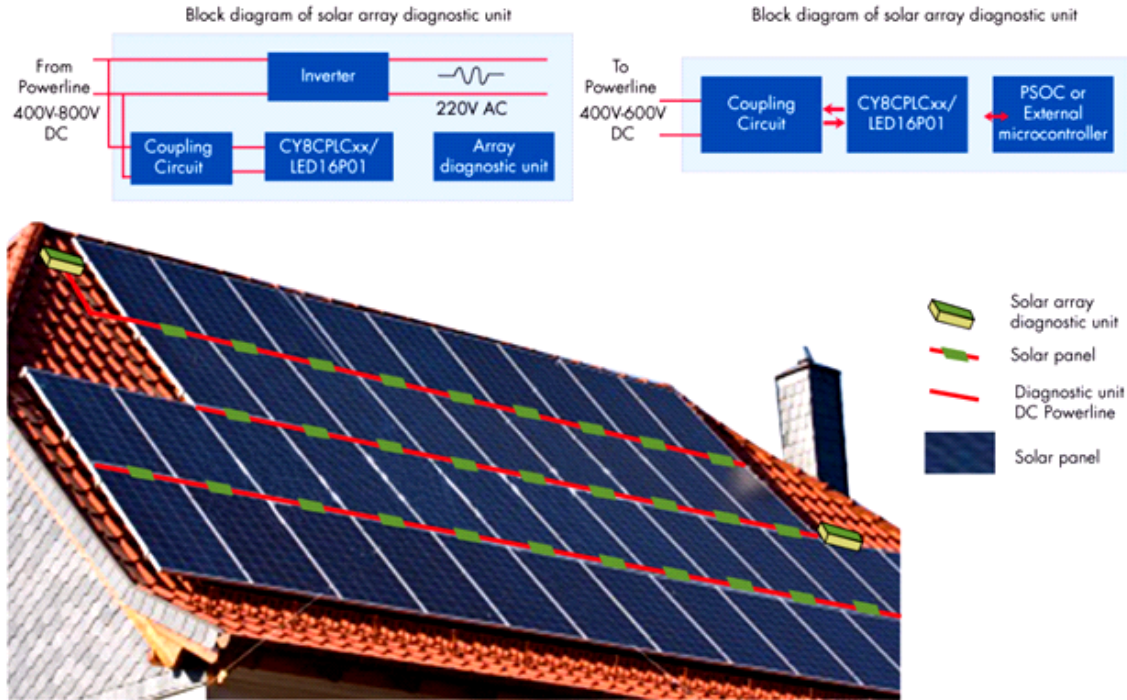 Block diagram of solar array diagnostic unit
From
Powerline
400V-800V
DC
Inverter
220V AC
Coupling
Circuit
CY8CPLCxx/
LED16P01
Array
diagnostic unit
Block diagram of solar array diagnostic unit
To
Powerline
400V-600V
DC
Coupling
Circuit
CY8CPLCxx/
LED16P01
PSOC or
External
microcontroller
Solar array
diagnostic unit
Solar panel
Diagnostic unit
DC Powerline
Solar panel